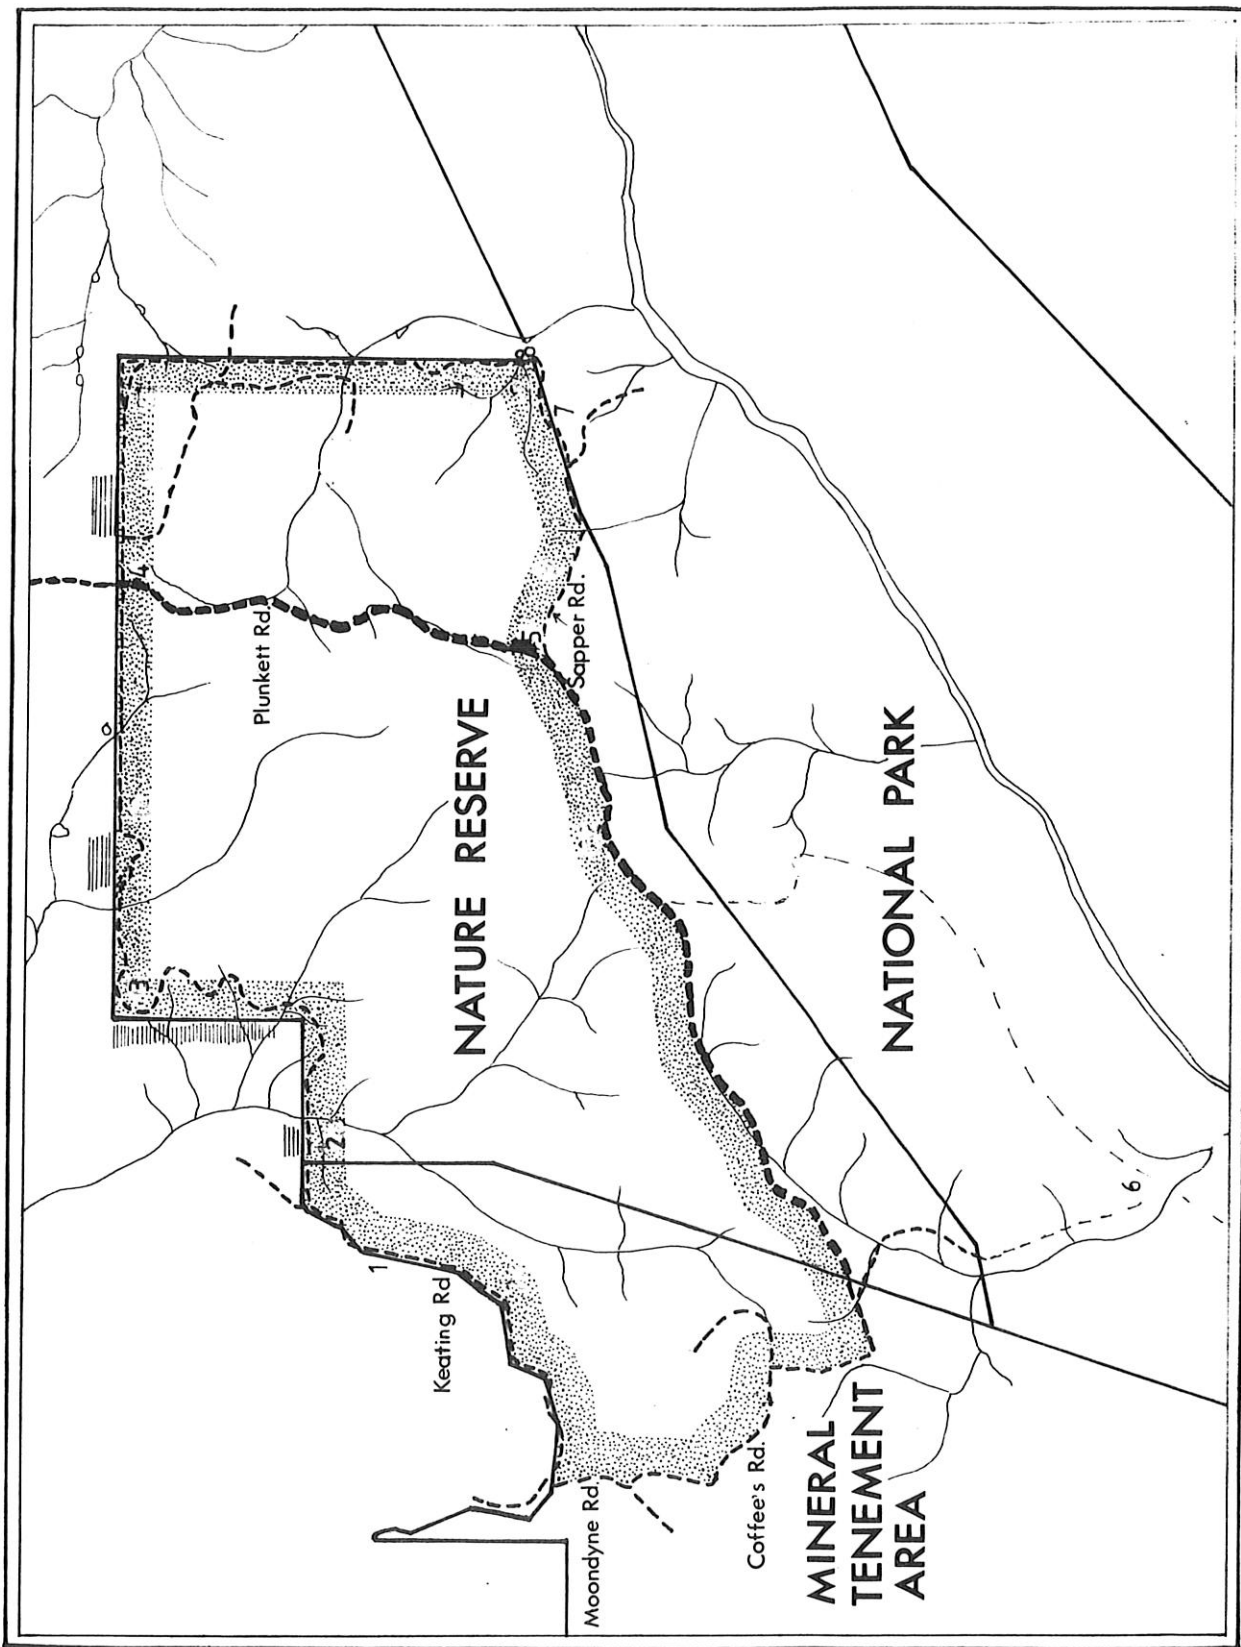 3
4
Plunkett Rd.
2
1
Keating Rd
NATURE RESERVE
5
8
7
Sapper Rd.
Moondyne Rd.
Coffee's Rd.
MINERAL
TENEMENT
AREA
NATIONAL PARK
6